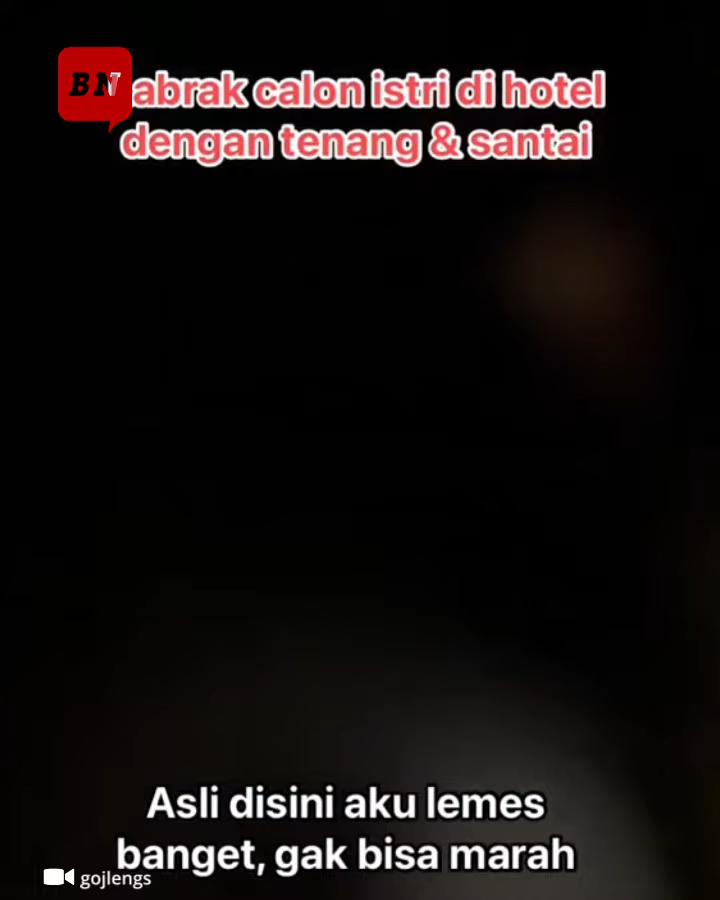 BN
abrak calon istri di hotel
dengan tenang & santai
Asli disini aku lemes
banget, gak bisa marah
gojlengs